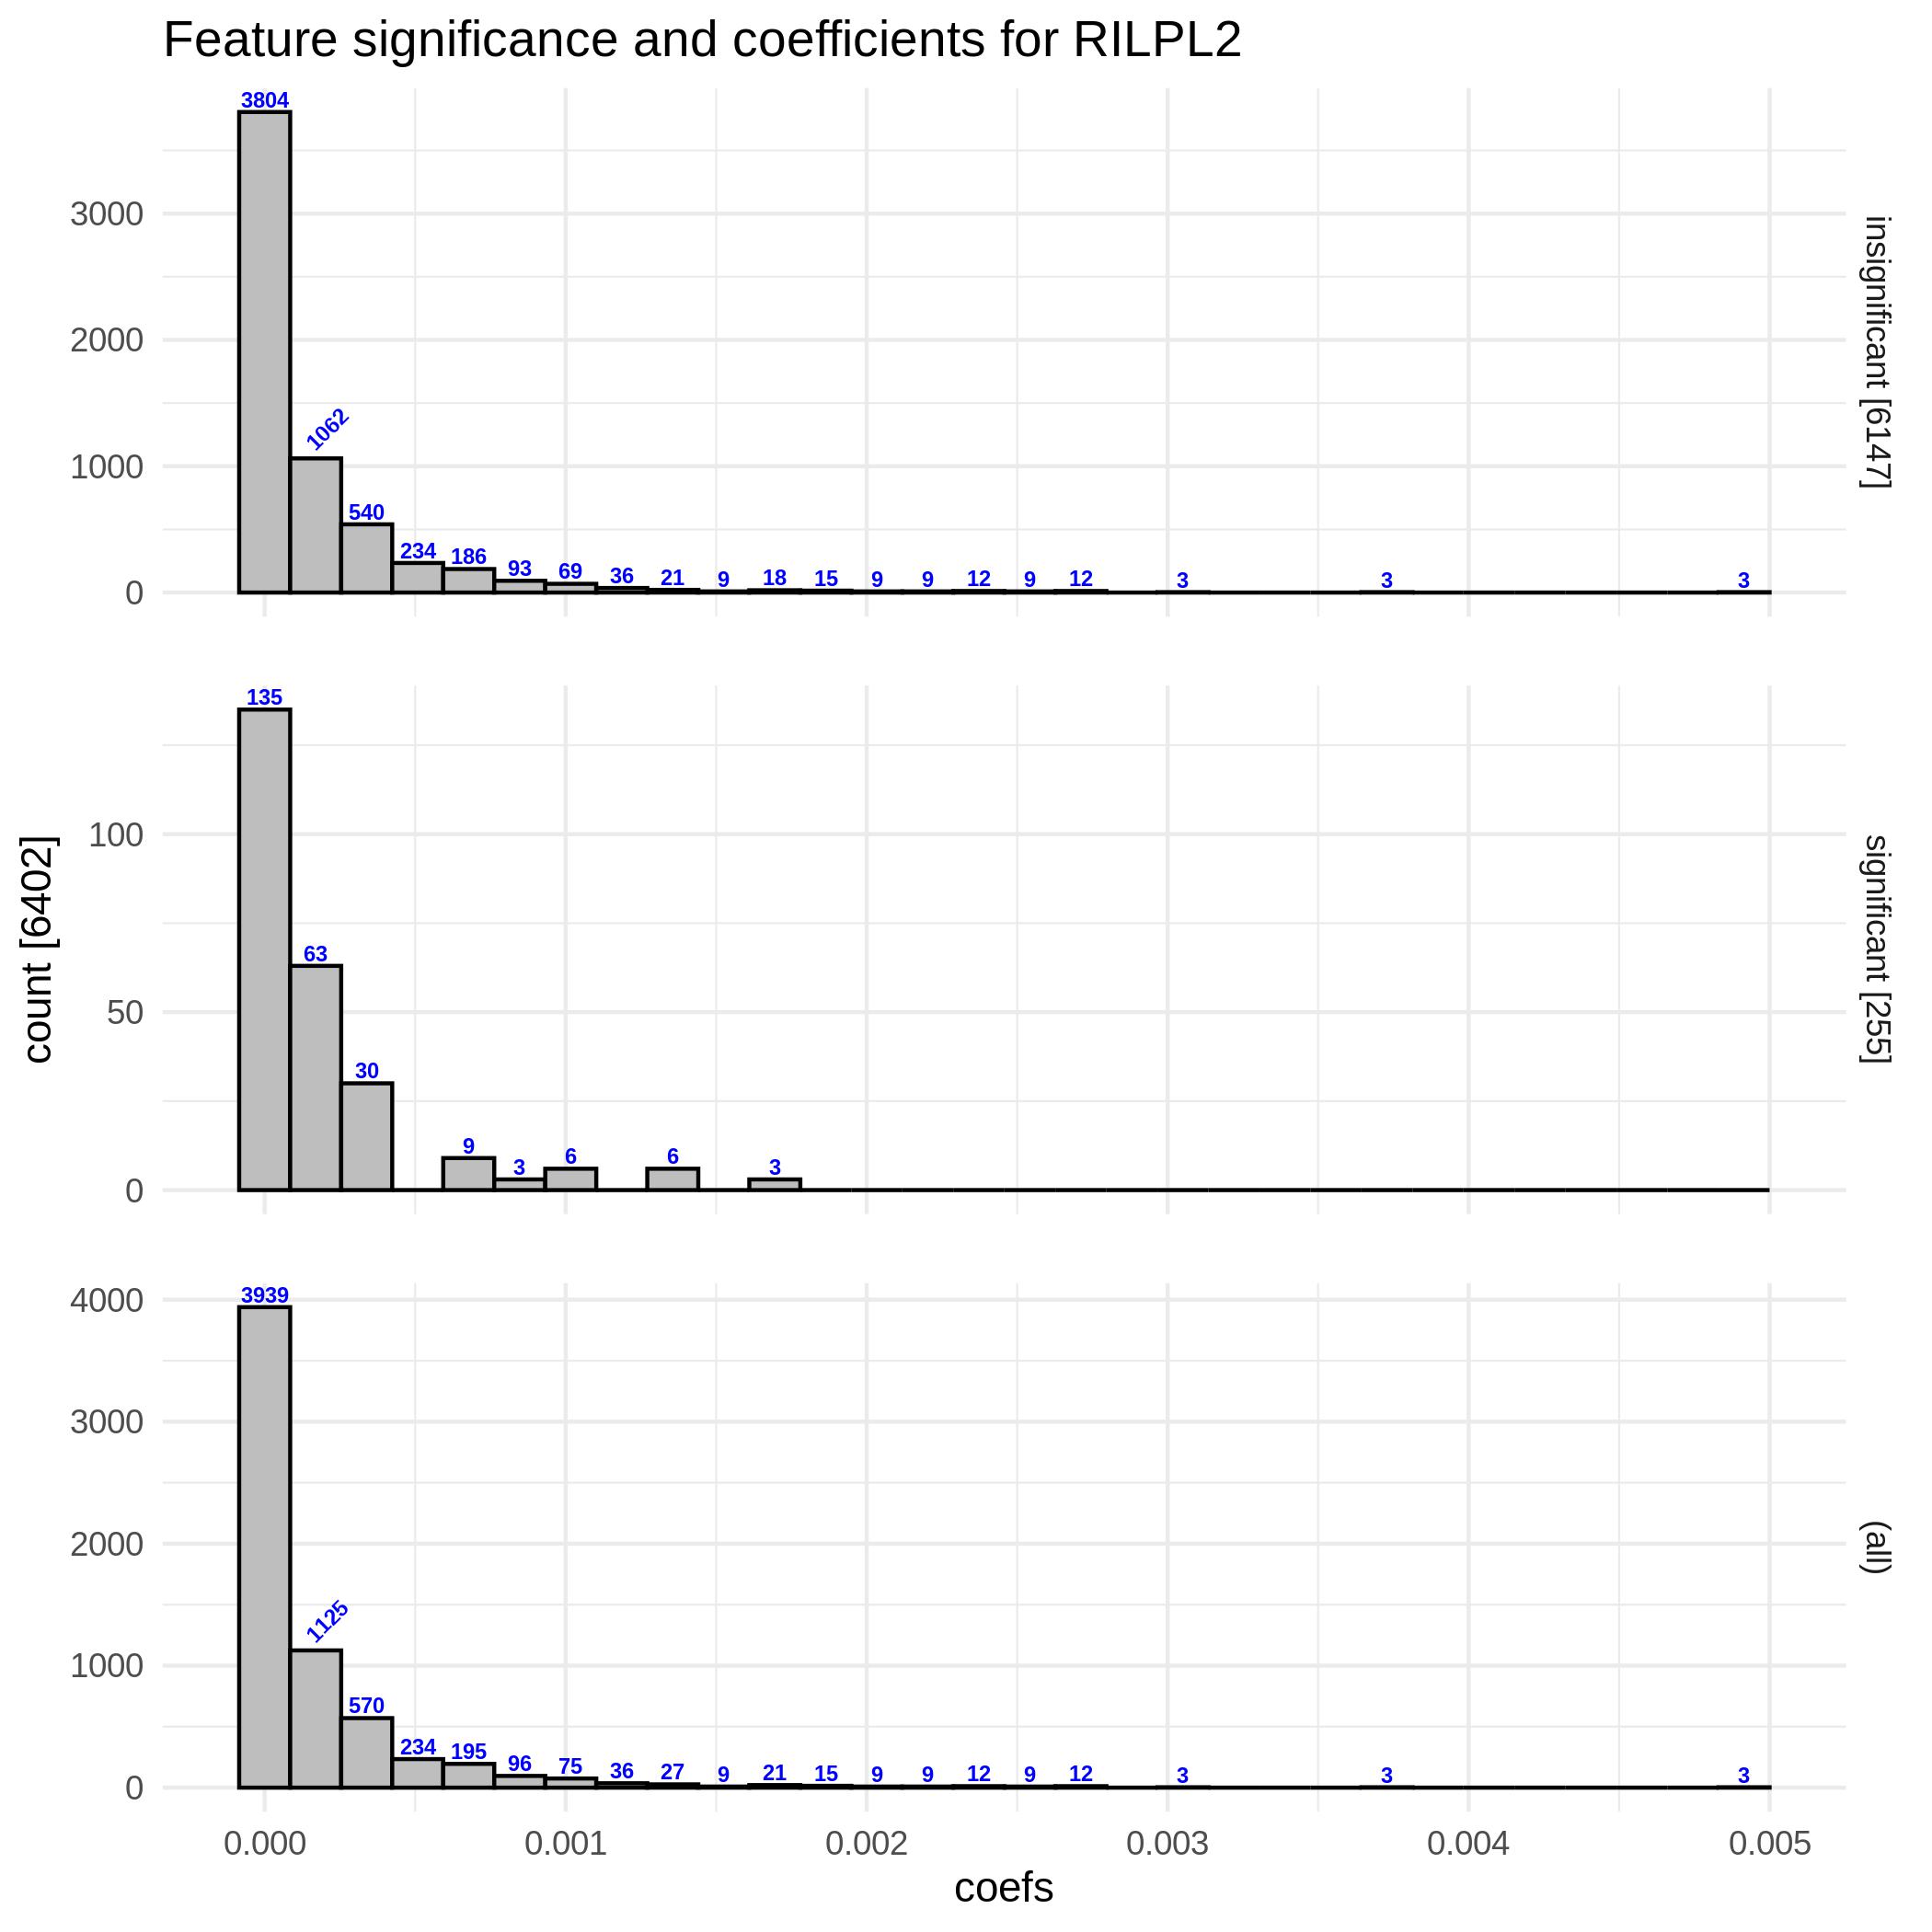 Feature significance and coefficients for RILPL2
3804
3000
2000
1062
1000
540
234 186 93 69 36 21 9 18 15 9 9 12 9 12 3 3 3
0
insignificant [6147]
135
100
63
50
30
9 3 6 6 3
0
significant [255]
count [6402]
4000
3939
3000
2000
1125
1000
570
234 195 96 75 36 27 9 21 15 9 9 12 9 12 3 3 3
0
(all)
0.000 0.001 0.002 0.003 0.004 0.005
coefs